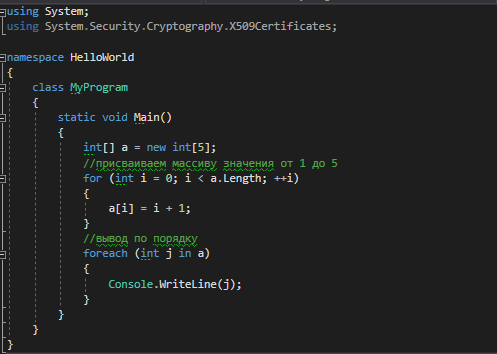 using System;
using System.Security.Cryptography.X509Certificates;
namespace HelloWorld
{
class MyProgram
{
static void Main()
{
int[] a = new int[5];
//присваиваем массиву значения от 1 до 5
for (int i = 0; i < a.Length; ++i)
{
a[i] = i + 1;
}
//вывод по порядку
foreach (int j in a)
{
Console.WriteLine(j);
}
}
}
}